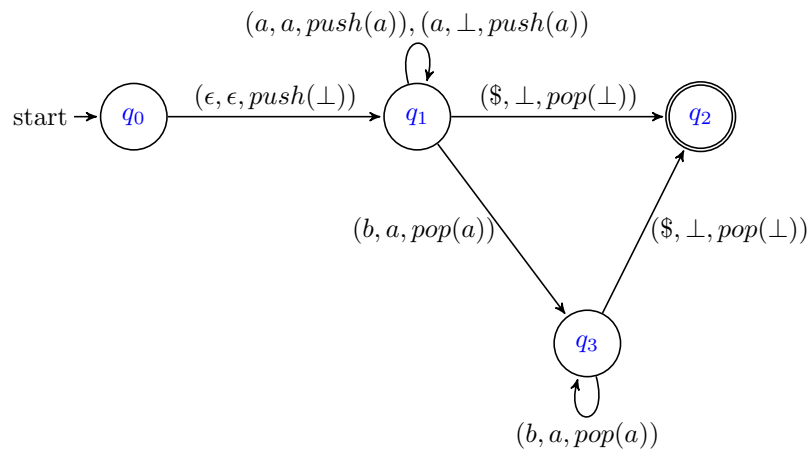 (a, a, push(a)), (a, ⊥, push(a))
(ϵ, ϵ, push(⊥))
($, ⊥, pop(⊥))
start
q₀
q₁
q₂
(b, a, pop(a))
($, ⊥, pop(⊥))
q₃
(b, a, pop(a))